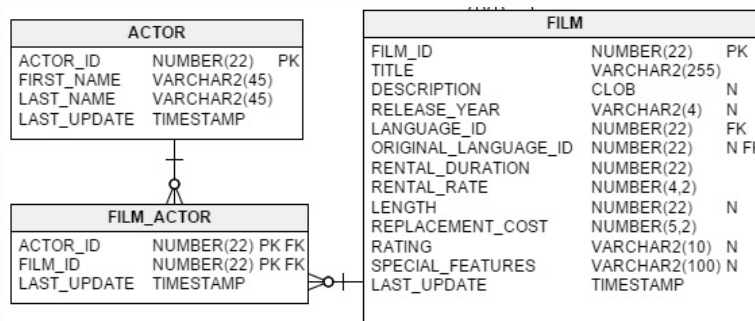 ACTOR
ACTOR_ID NUMBER(22) PK
FIRST_NAME VARCHAR2(45)
LAST_NAME VARCHAR2(45)
LAST_UPDATE TIMESTAMP
FILM_ACTOR
ACTOR_ID NUMBER(22) PK FK
FILM_ID NUMBER(22) PK FK
LAST_UPDATE TIMESTAMP
FILM
FILM_ID NUMBER(22) PK
TITLE VARCHAR2(255)
DESCRIPTION CLOB N
RELEASE_YEAR VARCHAR2(4) N
LANGUAGE_ID NUMBER(22) FK
ORIGINAL_LANGUAGE_ID NUMBER(22) N FK
RENTAL_DURATION NUMBER(22)
RENTAL_RATE NUMBER(4,2)
LENGTH NUMBER(22) N
REPLACEMENT_COST NUMBER(5,2)
RATING VARCHAR2(10) N
SPECIAL_FEATURES VARCHAR2(100) N
LAST_UPDATE TIMESTAMP